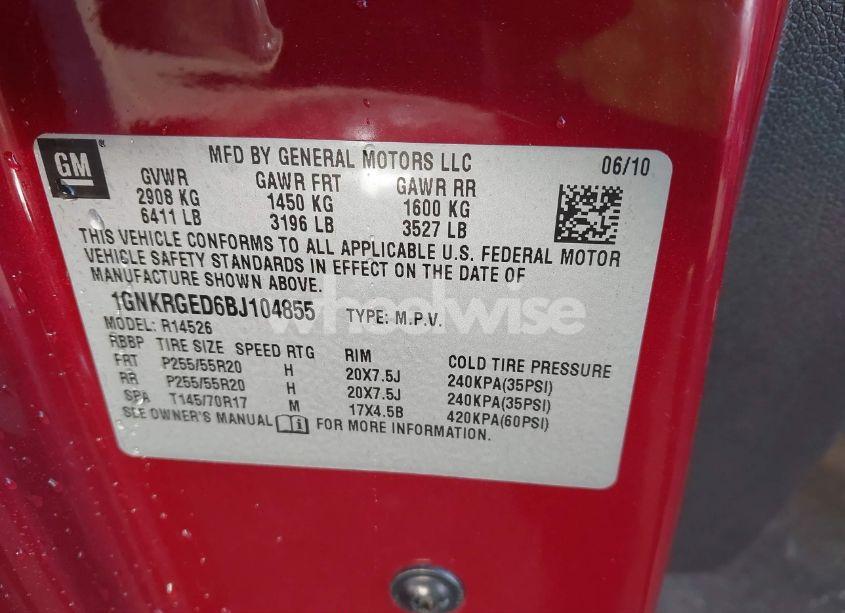 GM
MFD BY GENERAL MOTORS LLC 06/10
GVWR GAWR FRT GAWR RR
2908 KG 1450 KG 1600 KG
6411 LB 3196 LB 3527 LB
THIS VEHICLE CONFORMS TO ALL APPLICABLE U.S. FEDERAL MOTOR
VEHICLE SAFETY STANDARDS IN EFFECT ON THE DATE OF
MANUFACTURE SHOWN ABOVE.
1GNKRGED6BJ104855 TYPE: M.P.V.
wheelwise
MODEL: R14526
RBBP TIRE SIZE SPEED RTG RIM COLD TIRE PRESSURE
FRT P255/55R20 H 20X7.5J 240KPA(35PSI)
RR P255/55R20 H 20X7.5J 240KPA(35PSI)
SPA T145/70R17 M 17X4.5B 420KPA(60PSI)
SEE OWNER'S MANUAL FOR MORE INFORMATION.